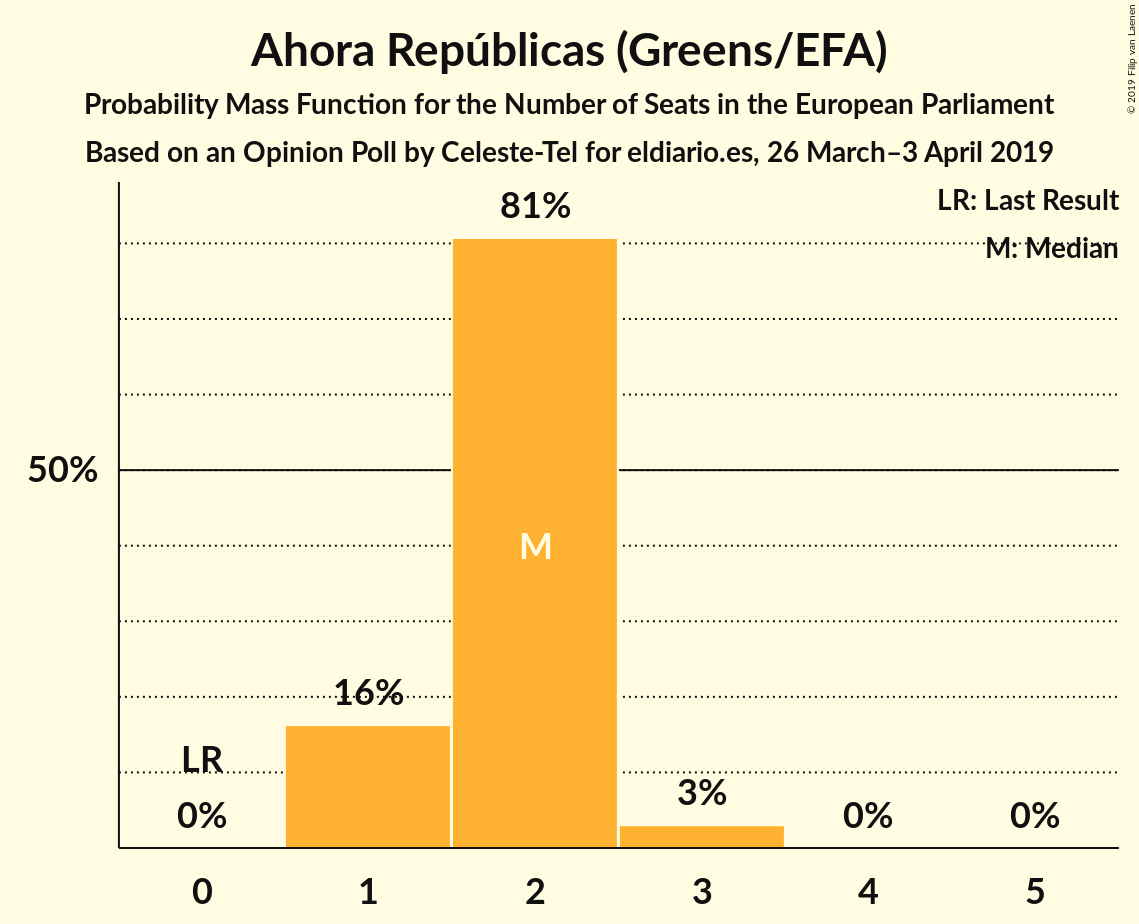 Ahora Repúblicas (Greens/EFA)
Probability Mass Function for the Number of Seats in the European Parliament
Based on an Opinion Poll by Celeste-Tel for eldiario.es, 26 March–3 April 2019
© 2019 Filip van Laenen
LR: Last Result
M: Median
81%
50%
M
16%
LR
3%
0%
0%
0%
0 1 2 3 4 5